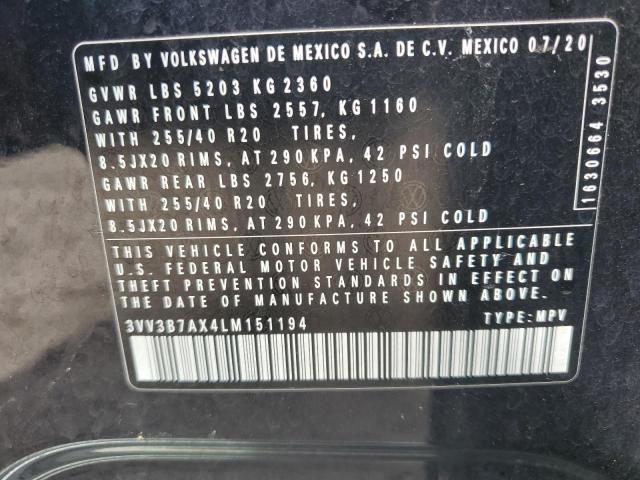 MFD BY VOLKSWAGEN DE MEXICO S.A. DE C.V. MEXICO 07/20
GVWR LBS 5203 KG 2360
GAWR FRONT LBS 2557, KG 1160
WITH 255/40 R20 TIRES,
8.5JX20 RIMS, AT 290 KPA, 42 PSI COLD
GAWR REAR LBS 2756, KG 1250
WITH 255/40 R20 TIRES,
8.5JX20 RIMS, AT 290 KPA, 42 PSI COLD
THIS VEHICLE CONFORMS TO ALL APPLICABLE
U.S. FEDERAL MOTOR VEHICLE SAFETY AND
THEFT PREVENTION STANDARDS IN EFFECT ON
THE DATE OF MANUFACTURE SHOWN ABOVE.
3VV3B7AX4LM151194 TYPE: MPV
1630664 3530